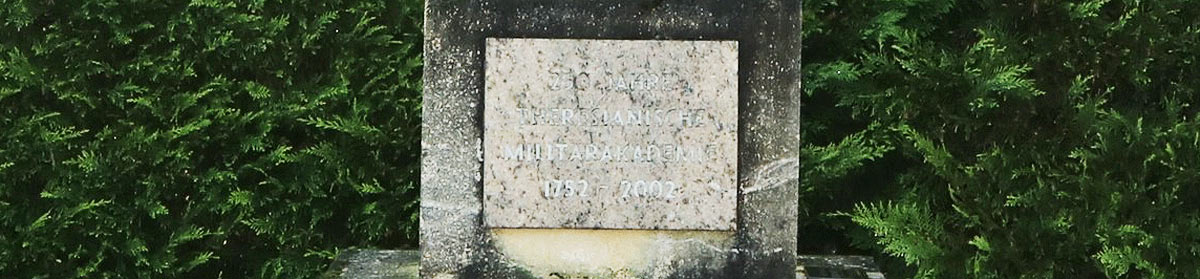 250 JAHRE
THERESIANISCHE
MILITÄRAKADEMIE
1752 - 2002